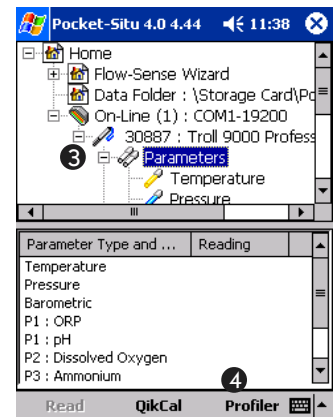 Pocket-Situ 4.0 4.44 11:38
Home
Flow-Sense Wizard
Data Folder : \Storage Card\Po
On-Line (1) : COM1-19200
30887 : Troll 9000 Profess
3 Parameters
Temperature
Pressure
Parameter Type and ... Reading
Temperature
Pressure
Barometric
P1 : ORP
P1 : pH
P2 : Dissolved Oxygen
P3 : Ammonium
4
Read QikCal Profiler